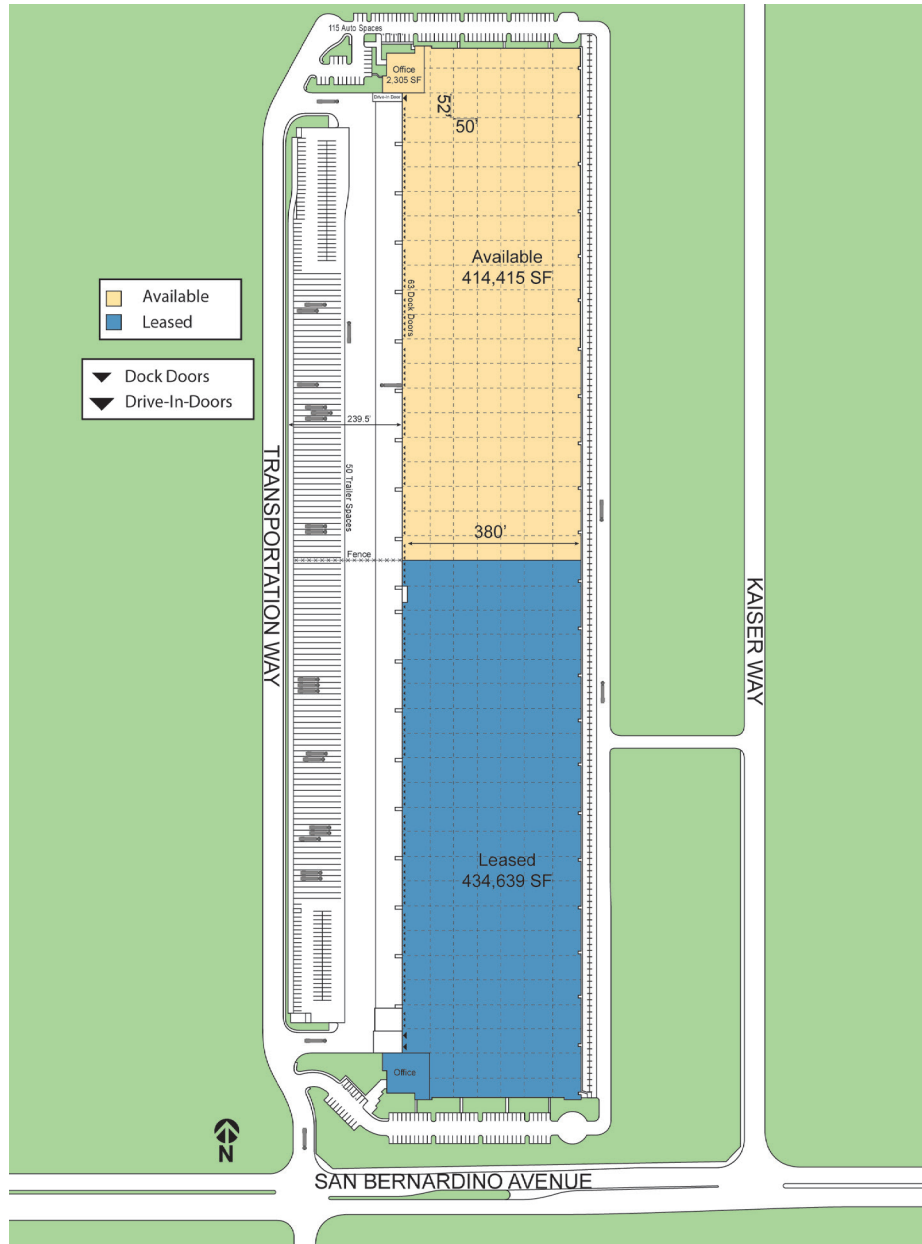 115 Auto Spaces
Office
2,305 SF
Drive-In Door
52'
50'
Available
414,415 SF
63 Dock Doors
Available
Leased
Dock Doors
Drive-In-Doors
239.5'
50 Trailer Spaces
TRANSPORTATION WAY
380'
Fence
KAISER WAY
Leased
434,639 SF
Office
N
SAN BERNARDINO AVENUE